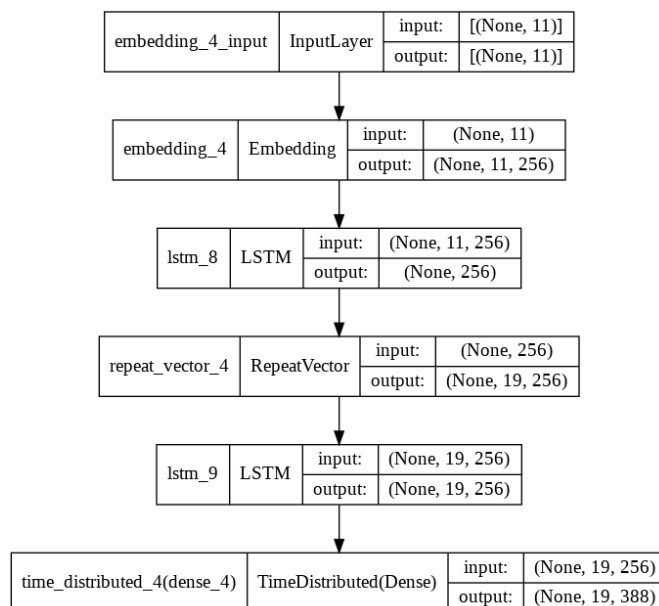 embedding_4_input InputLayer input: [(None, 11)]
output: [(None, 11)]
embedding_4 Embedding input: (None, 11)
output: (None, 11, 256)
lstm_8 LSTM input: (None, 11, 256)
output: (None, 256)
repeat_vector_4 RepeatVector input: (None, 256)
output: (None, 19, 256)
lstm_9 LSTM input: (None, 19, 256)
output: (None, 19, 256)
time_distributed_4(dense_4) TimeDistributed(Dense) input: (None, 19, 256)
output: (None, 19, 388)